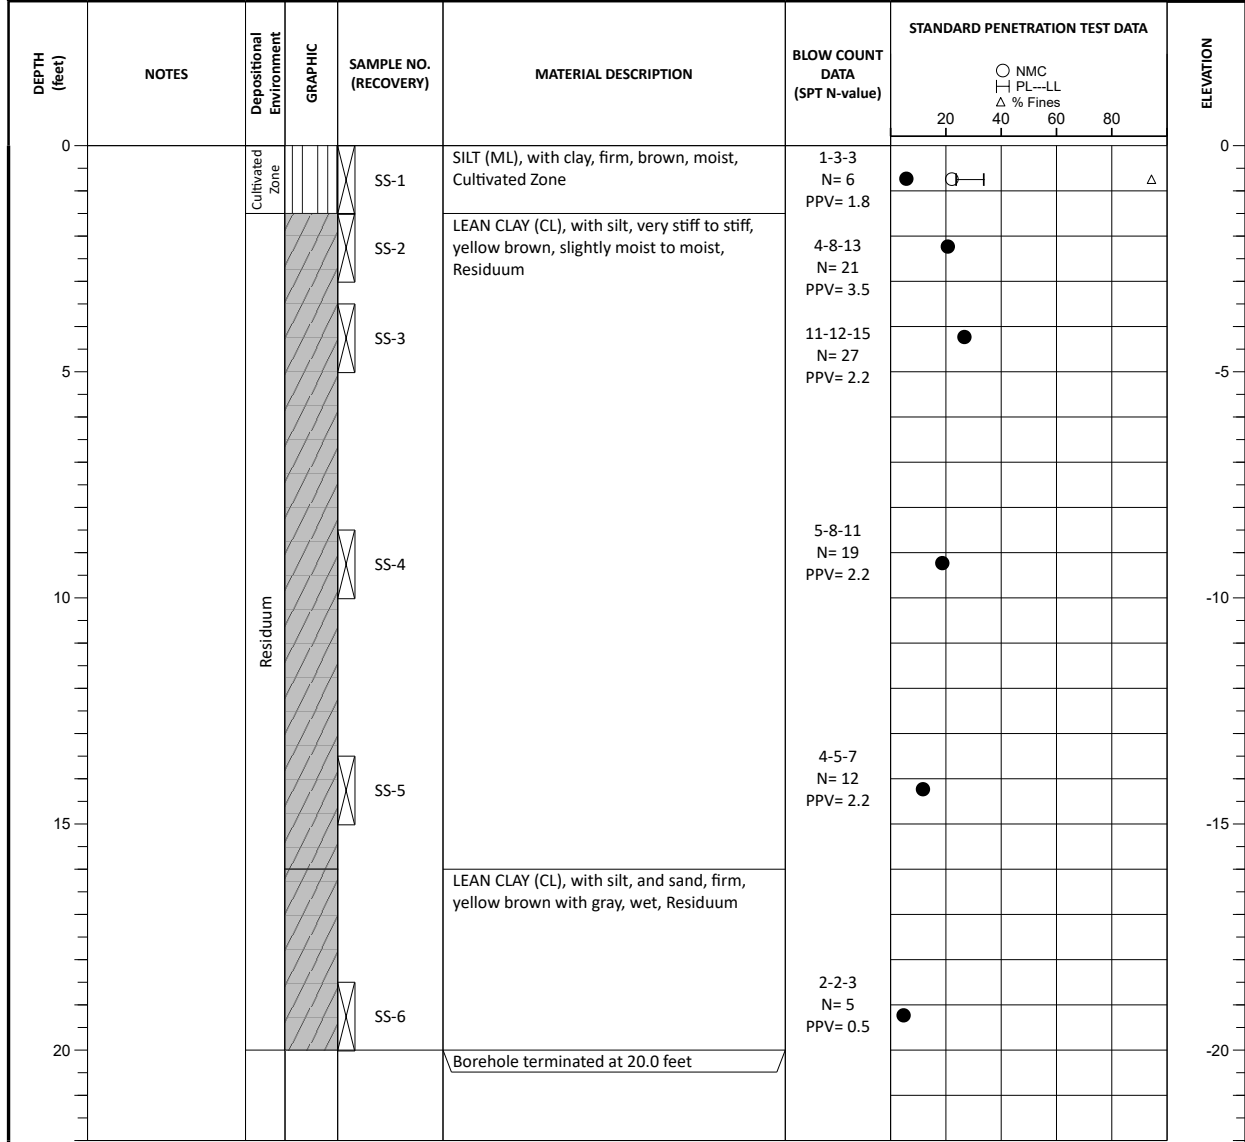 DEPTH
(feet)
NOTES
Depositional
Environment
GRAPHIC
SAMPLE NO.
(RECOVERY)
MATERIAL DESCRIPTION
BLOW COUNT
DATA
(SPT N-value)
STANDARD PENETRATION TEST DATA
NMC
PL---LL
% Fines
20 40 60 80
ELEVATION
0
Cultivated
Zone
SS-1
SILT (ML), with clay, firm, brown, moist,
Cultivated Zone
1-3-3
N= 6
PPV= 1.8
0
SS-2
LEAN CLAY (CL), with silt, very stiff to stiff,
yellow brown, slightly moist to moist,
Residuum
4-8-13
N= 21
PPV= 3.5
SS-3
11-12-15
N= 27
PPV= 2.2
5
-5
SS-4
5-8-11
N= 19
PPV= 2.2
10
-10
Residuum
SS-5
4-5-7
N= 12
PPV= 2.2
15
-15
LEAN CLAY (CL), with silt, and sand, firm,
yellow brown with gray, wet, Residuum
SS-6
2-2-3
N= 5
PPV= 0.5
20
-20
Borehole terminated at 20.0 feet